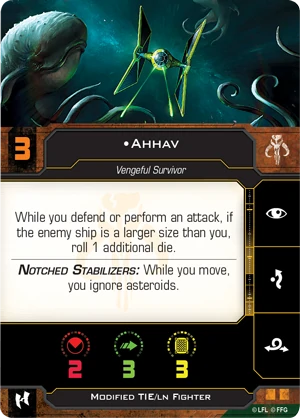 •Ahhav
3
Vengeful Survivor
While you defend or perform an attack, if
the enemy ship is a larger size than you,
roll 1 additional die.
Notched Stabilizers: While you move,
you ignore asteroids.
2 3 3
Modified TIE/ln Fighter
© LFL © FFG